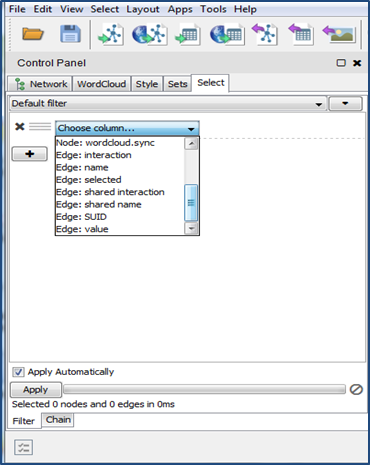 File Edit View Select Layout Apps Tools Help
Control Panel
Network WordCloud Style Sets Select
Default filter
Choose column...
Node: wordcloud.sync
Edge: interaction
Edge: name
Edge: selected
Edge: shared interaction
Edge: shared name
Edge: SUID
Edge: value
Apply Automatically
Apply
Selected 0 nodes and 0 edges in 0ms
Filter Chain